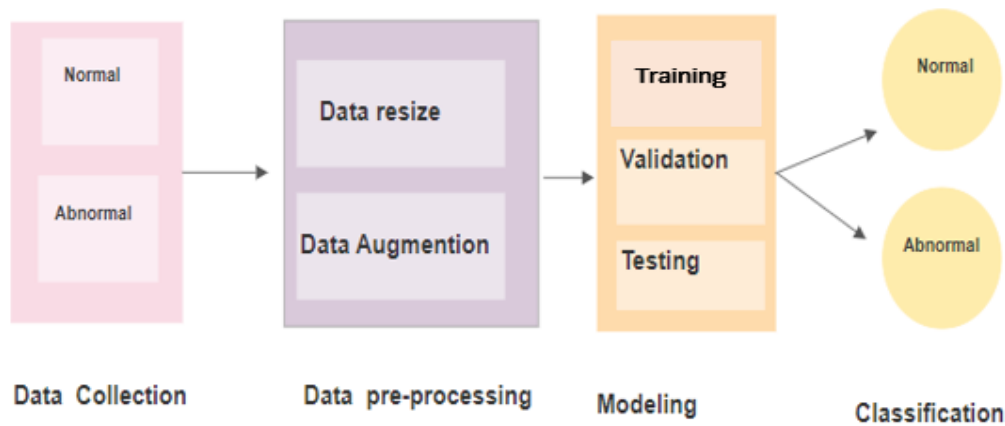 Normal
Abnormal
Data Collection
Data resize
Data Augmention
Data pre-processing
Training
Validation
Testing
Modeling
Normal
Abnormal
Classification